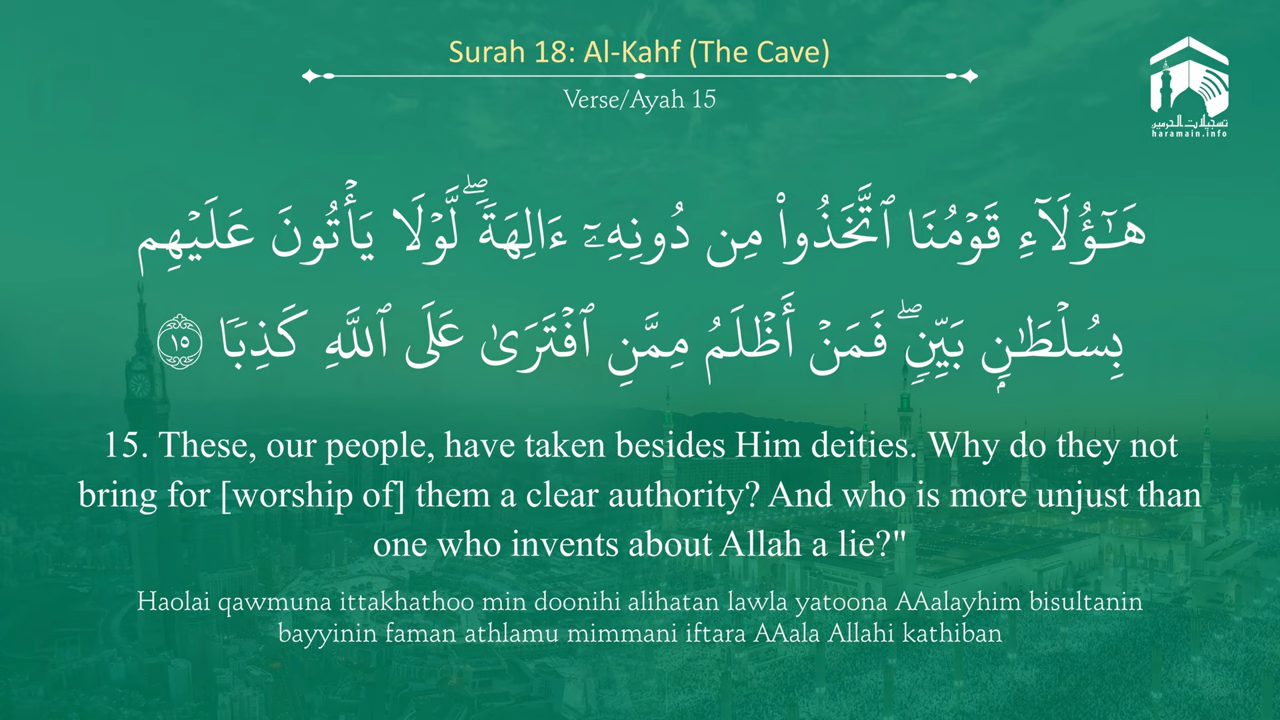 Surah 18: Al-Kahf (The Cave)
Verse/Ayah 15
تسجيلات الحرمين
haramain.info
هَـٰٓؤُلَآءِ قَوۡمُنَا ٱتَّخَذُواْ مِن دُونِهِۦٓ ءَالِهَةٗۖ لَّوۡلَا يَأۡتُونَ عَلَيۡهِم
بِسُلۡطَٰنِۭ بَيِّنٖۖ فَمَنۡ أَظۡلَمُ مِمَّنِ ٱفۡتَرَىٰ عَلَى ٱللَّهِ كَذِبٗا ١٥
15. These, our people, have taken besides Him deities. Why do they not
bring for [worship of] them a clear authority? And who is more unjust than
one who invents about Allah a lie?"
Haolai qawmuna ittakhathoo min doonihi alihatan lawla yatoona AAalayhim bisultanin
bayyinin faman athlamu mimmani iftara AAala Allahi kathiban